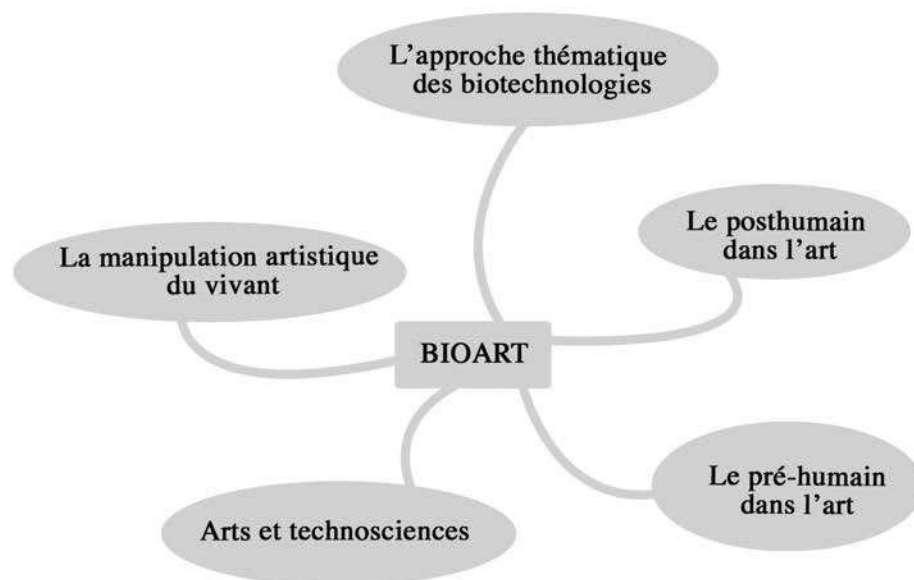 L'approche thématique
des biotechnologies
Le posthumain
dans l'art
La manipulation artistique
du vivant
BIOART
Le pré-humain
dans l'art
Arts et technosciences